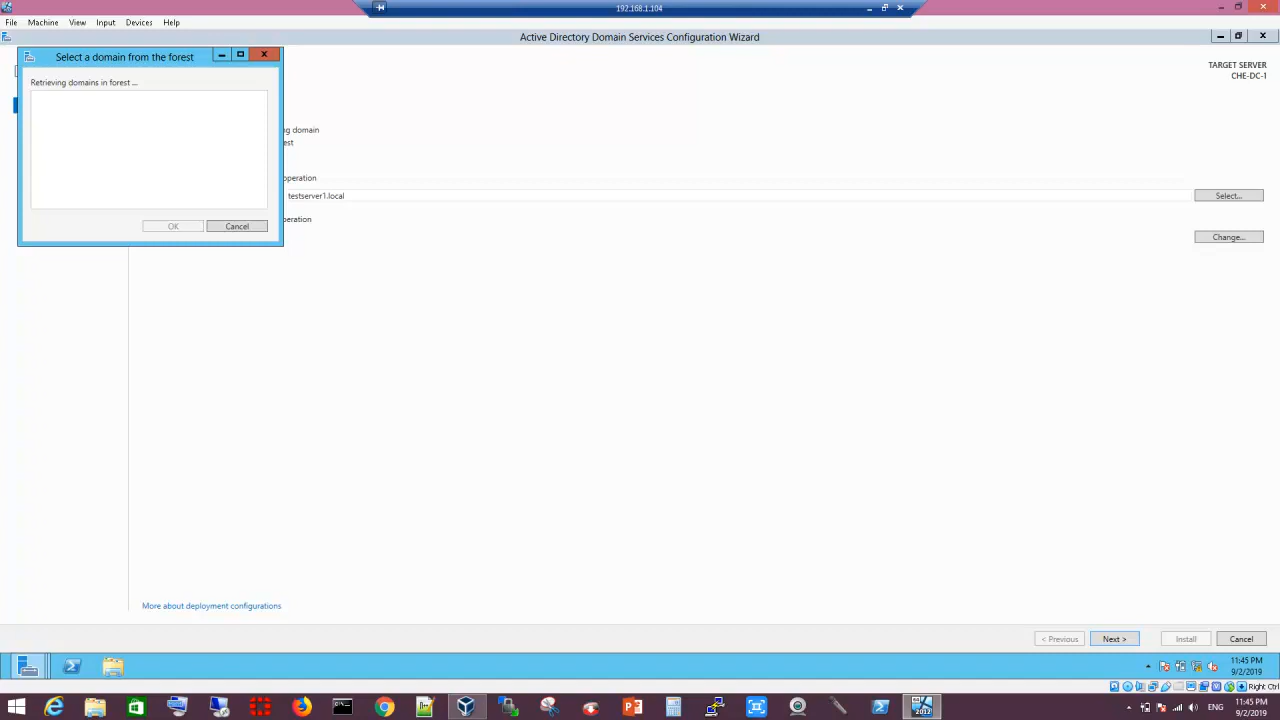 192.168.1.104
File Machine View Input Devices Help
Active Directory Domain Services Configuration Wizard
Select a domain from the forest
TARGET SERVER
CHE-DC-1
Retrieving domains in forest ...
ng domain
est
operation
testserver1.local
Select...
OK
Cancel
peration
Change...
More about deployment configurations
< Previous
Next >
Install
Cancel
11:45 PM
9/2/2019
Right Ctrl
2012
ENG
11:45 PM
9/2/2019